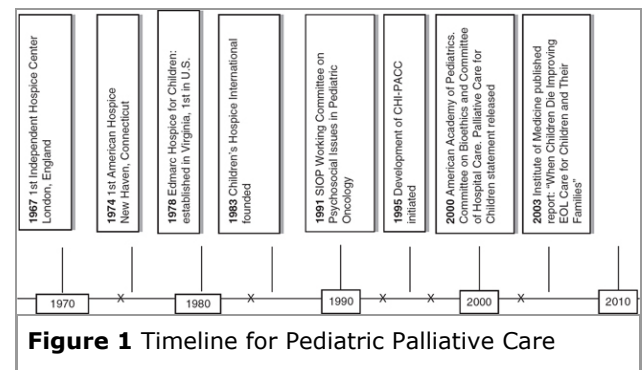 1967 1st Independent Hospice Center
London, England
1974 1st American Hospice
New Haven, Connecticut
1978 Edmarc Hospice for Children:
established in Virginia, 1st in U.S.
1983 Children's Hospice International
founded
1991 SIOP Working Committee on
Psychosocial Issues in Pediatric
Oncology
1995 Development of CHI-PACC
initiated
2000 American Academy of Pediatrics.
Committee on Bioethics and Committee
of Hospital Care. Palliative Care for
Children statement released
2003 Institute of Medicine published
report: "When Children Die Improving
EOL Care for Children and Their
Families"
1970 X 1980 X 1990 X X 2000 X 2010
Figure 1 Timeline for Pediatric Palliative Care